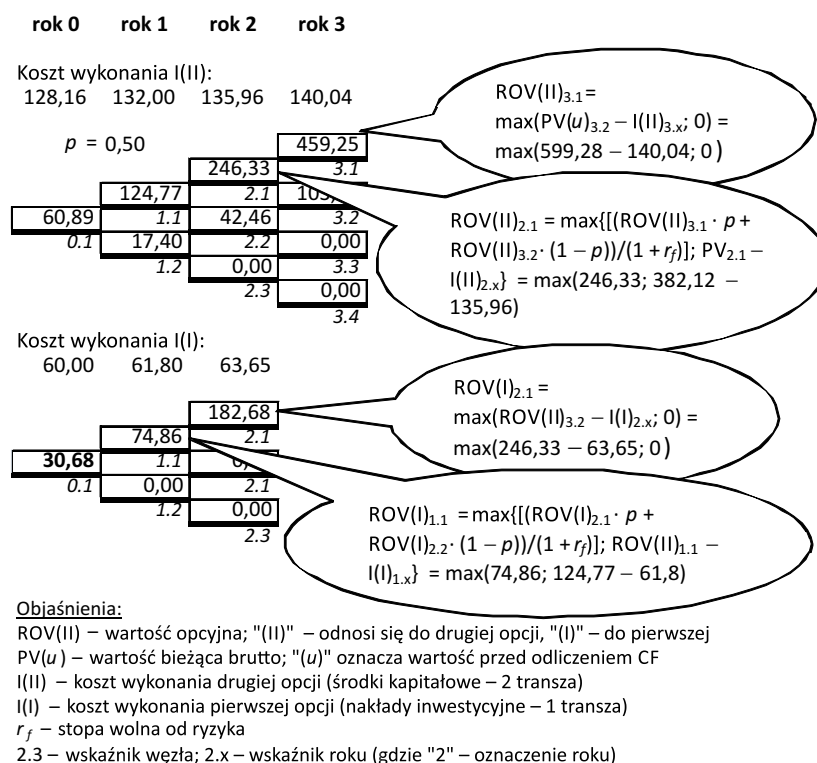 rok 0 rok 1 rok 2 rok 3
Koszt wykonania I(II):
128,16 132,00 135,96 140,04
p = 0,50
459,25
246,33 3.1
124,77 2.1
60,89 1.1 42,46 3.2
0.1 17,40 2.2 0,00
1.2 0,00 3.3
2.3 0,00
3.4
ROV(II)3.1 =
max(PV(u)3.2 – I(II)3.x; 0) =
max(599,28 – 140,04; 0)
ROV(II)2.1 = max{[(ROV(II)3.1 · p +
ROV(II)3.2 · (1 – p))/(1 + rf)]; PV2.1 –
I(II)2.x} = max(246,33; 382,12 –
135,96)
Koszt wykonania I(I):
60,00 61,80 63,65
182,68
74,86 2.1
30,68 1.1
0.1 0,00 2.1
1.2 0,00
2.3
ROV(I)2.1 =
max(ROV(II)3.2 – I(I)2.x; 0) =
max(246,33 – 63,65; 0)
ROV(I)1.1 = max{[(ROV(I)2.1 · p +
ROV(I)2.2 · (1 – p))/(1 + rf)]; ROV(II)1.1 –
I(I)1.x} = max(74,86; 124,77 – 61,8)
Objaśnienia:
ROV(II) – wartość opcyjna; "(II)" – odnosi się do drugiej opcji, "(I)" – do pierwszej
PV(u) – wartość bieżąca brutto; "(u)" oznacza wartość przed odliczeniem CF
I(II) – koszt wykonania drugiej opcji (środki kapitałowe – 2 transza)
I(I) – koszt wykonania pierwszej opcji (nakłady inwestycyjne – 1 transza)
rf – stopa wolna od ryzyka
2.3 – wskaźnik węzła; 2.x – wskaźnik roku (gdzie "2" – oznaczenie roku)